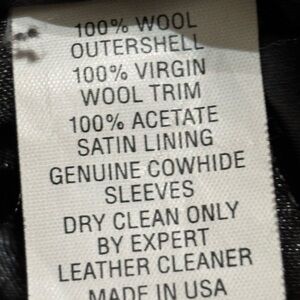 100% WOOL
OUTERSHELL
100% VIRGIN
WOOL TRIM
100% ACETATE
SATIN LINING
GENUINE COWHIDE
SLEEVES
DRY CLEAN ONLY
BY EXPERT
LEATHER CLEANER
MADE IN USA